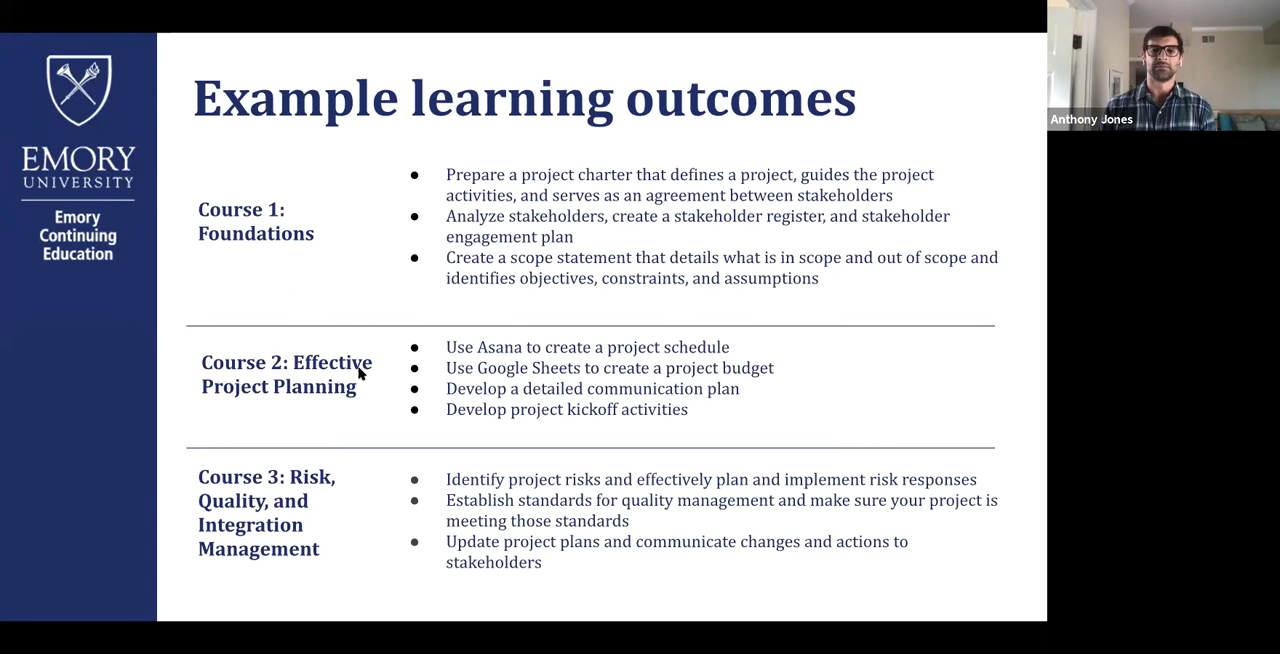 EMORY
UNIVERSITY
Emory
Continuing
Education
Example learning outcomes
Course 1:
Foundations
● Prepare a project charter that defines a project, guides the project
activities, and serves as an agreement between stakeholders
● Analyze stakeholders, create a stakeholder register, and stakeholder
engagement plan
● Create a scope statement that details what is in scope and out of scope and
identifies objectives, constraints, and assumptions
Course 2: Effective
Project Planning
● Use Asana to create a project schedule
● Use Google Sheets to create a project budget
● Develop a detailed communication plan
● Develop project kickoff activities
Course 3: Risk,
Quality, and
Integration
Management
● Identify project risks and effectively plan and implement risk responses
● Establish standards for quality management and make sure your project is
meeting those standards
● Update project plans and communicate changes and actions to
stakeholders
Anthony Jones